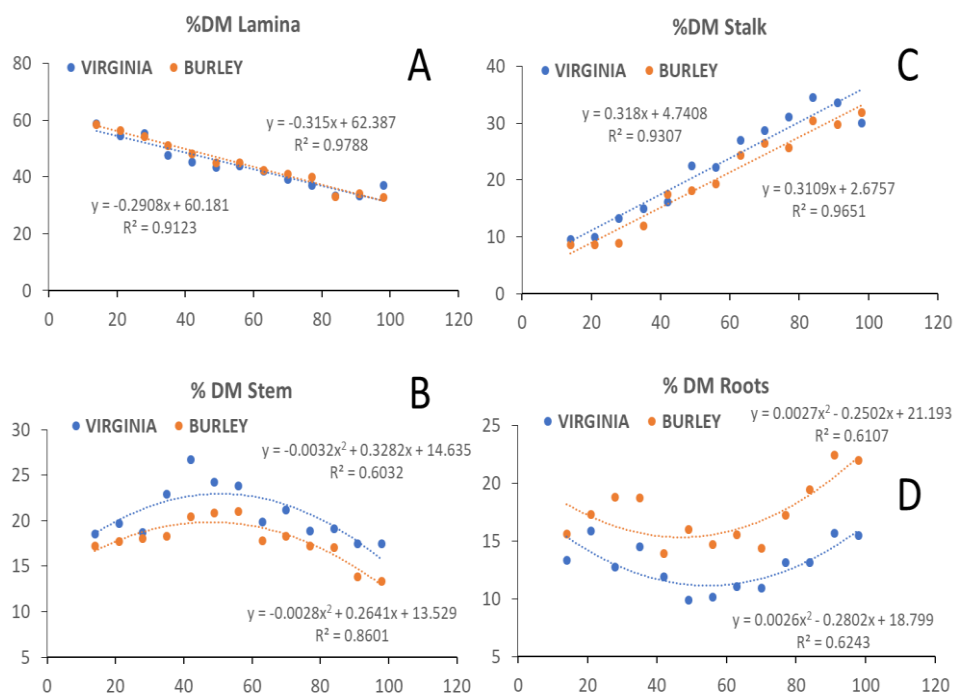 %DM Lamina
VIRGINIA BURLEY
A
80
60
40
20
0
y = -0.315x + 62.387
R² = 0.9788
y = -0.2908x + 60.181
R² = 0.9123
0 20 40 60 80 100 120
%DM Stalk
VIRGINIA BURLEY
C
40
30
20
10
0
y = 0.318x + 4.7408
R² = 0.9307
y = 0.3109x + 2.6757
R² = 0.9651
0 20 40 60 80 100 120
% DM Stem
VIRGINIA BURLEY
B
30
25
20
15
10
5
y = -0.0032x² + 0.3282x + 14.635
R² = 0.6032
y = -0.0028x² + 0.2641x + 13.529
R² = 0.8601
0 20 40 60 80 100 120
% DM Roots
VIRGINIA BURLEY
D
25
20
15
10
5
y = 0.0027x² - 0.2502x + 21.193
R² = 0.6107
y = 0.0026x² - 0.2802x + 18.799
R² = 0.6243
0 20 40 60 80 100 120